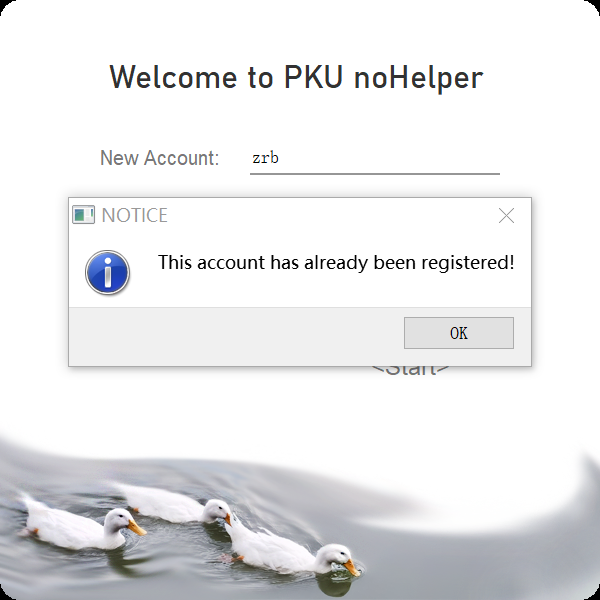 Welcome to PKU noHelper
New Account: zrb
NOTICE
This account has already been registered!
OK
<Start>